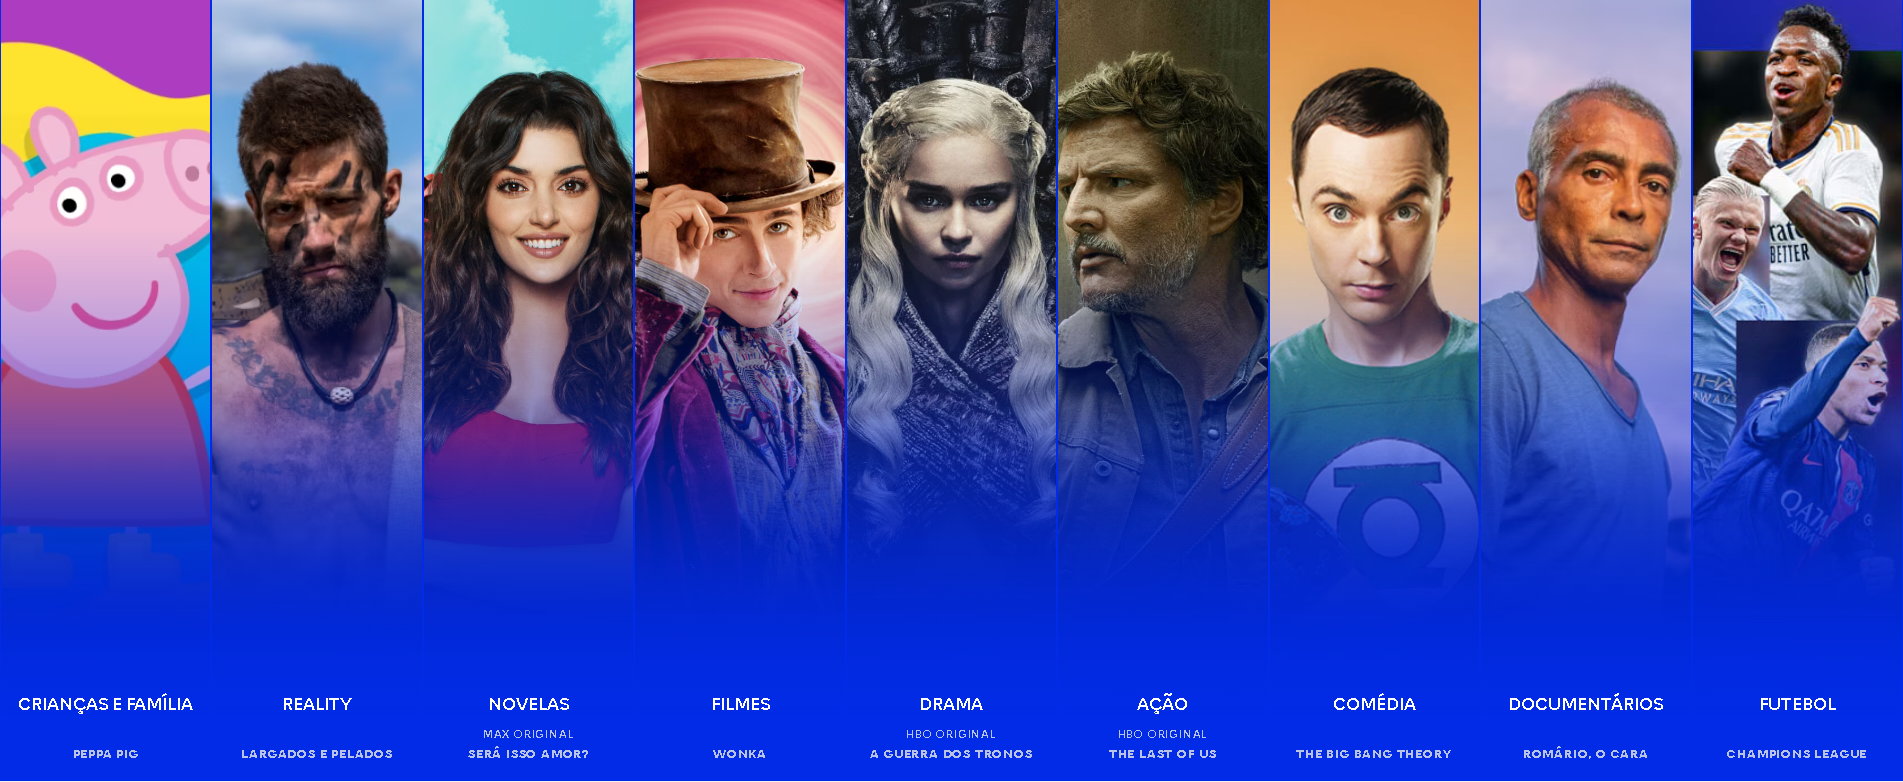 CRIANÇAS E FAMÍLIA
PEPPA PIG
REALITY
LARGADOS E PELADOS
NOVELAS
MAX ORIGINAL
SERÁ ISSO AMOR?
FILMES
WONKA
DRAMA
HBO ORIGINAL
A GUERRA DOS TRONOS
AÇÃO
HBO ORIGINAL
THE LAST OF US
COMÉDIA
THE BIG BANG THEORY
DOCUMENTÁRIOS
ROMÁRIO, O CARA
FUTEBOL
CHAMPIONS LEAGUE
BETTER